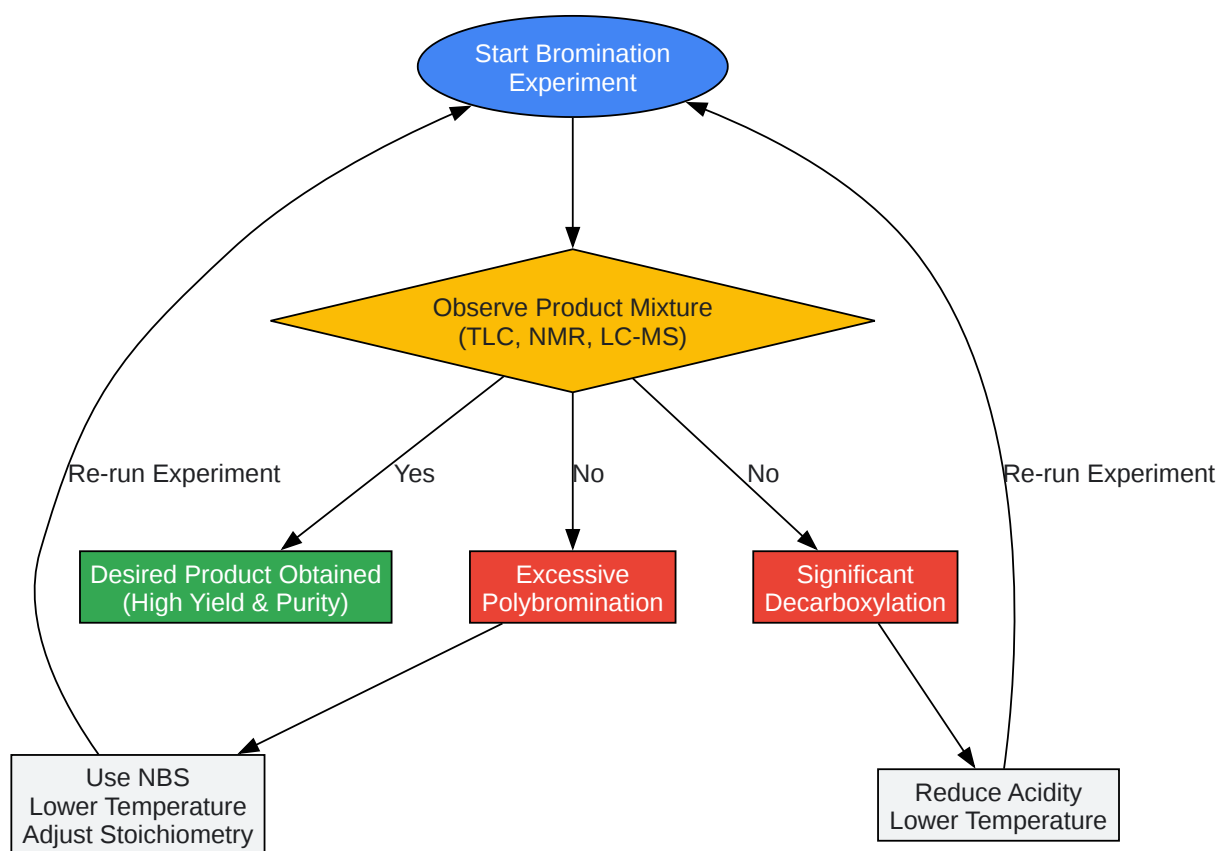 Start Bromination
Experiment
Observe Product Mixture
(TLC, NMR, LC-MS)
Re-run Experiment
Yes
No
No
Re-run Experiment
Desired Product Obtained
(High Yield & Purity)
Excessive
Polybromination
Significant
Decarboxylation
Use NBS
Lower Temperature
Adjust Stoichiometry
Reduce Acidity
Lower Temperature